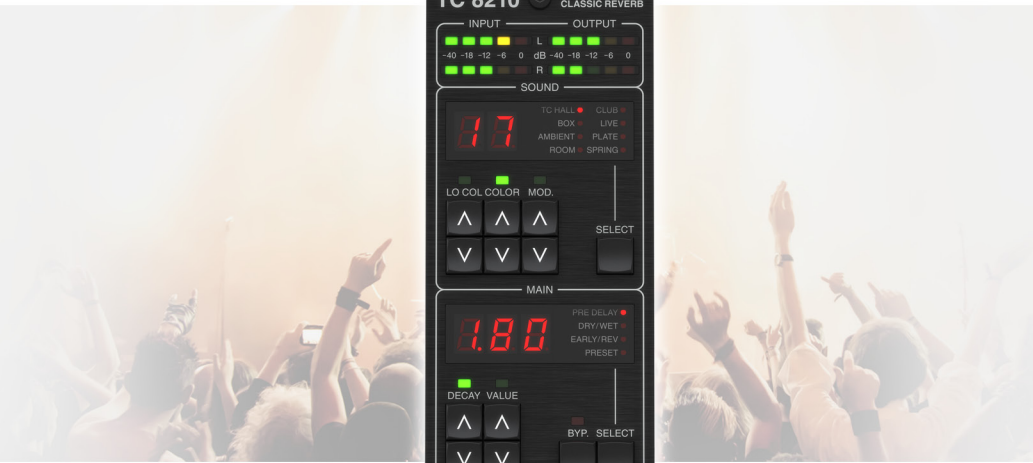 TC 8210 CLASSIC REVERB
INPUT OUTPUT
L
-40 -18 -12 -6 0 dB -40 -18 -12 -6 0
R
SOUND
17
TC HALL CLUB
BOX LIVE
AMBIENT PLATE
ROOM SPRING
LO COL COLOR MOD.
SELECT
MAIN
1.80
PRE DELAY
DRY/WET
EARLY/REV
PRESET
DECAY VALUE
BYP. SELECT